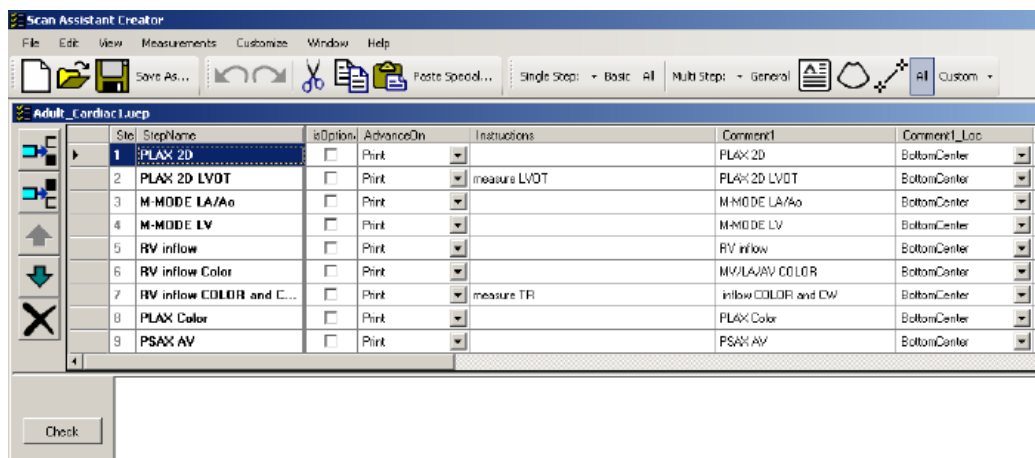 Scan Assistant Creator
File Edit View Measurements Customize Window Help
Save As... Paste Special... Single Step: Basic All Multi Step: General All Custom
Adult_Cardiac1.uep
Ste StepName isOption. AdvanceOn Instructions Comment1 Comment1_Loc
1 PLAX 2D Print PLAX 2D BottomCenter
2 PLAX 2D LVOT Print measure LVOT PLAX 2D LVOT BottomCenter
3 M-MODE LA/Ao Print M-MODE LA/Ao BottomCenter
4 M-MODE LV Print M-MODE LV BottomCenter
5 RV inflow Print RV inflow BottomCenter
6 RV inflow Color Print MV/LA/AV COLOR BottomCenter
7 RV inflow COLOR and C... Print measure TR inflow COLOR and CW BottomCenter
8 PLAX Color Print PLAX Color BottomCenter
9 PSAX AV Print PSAX AV BottomCenter
Check